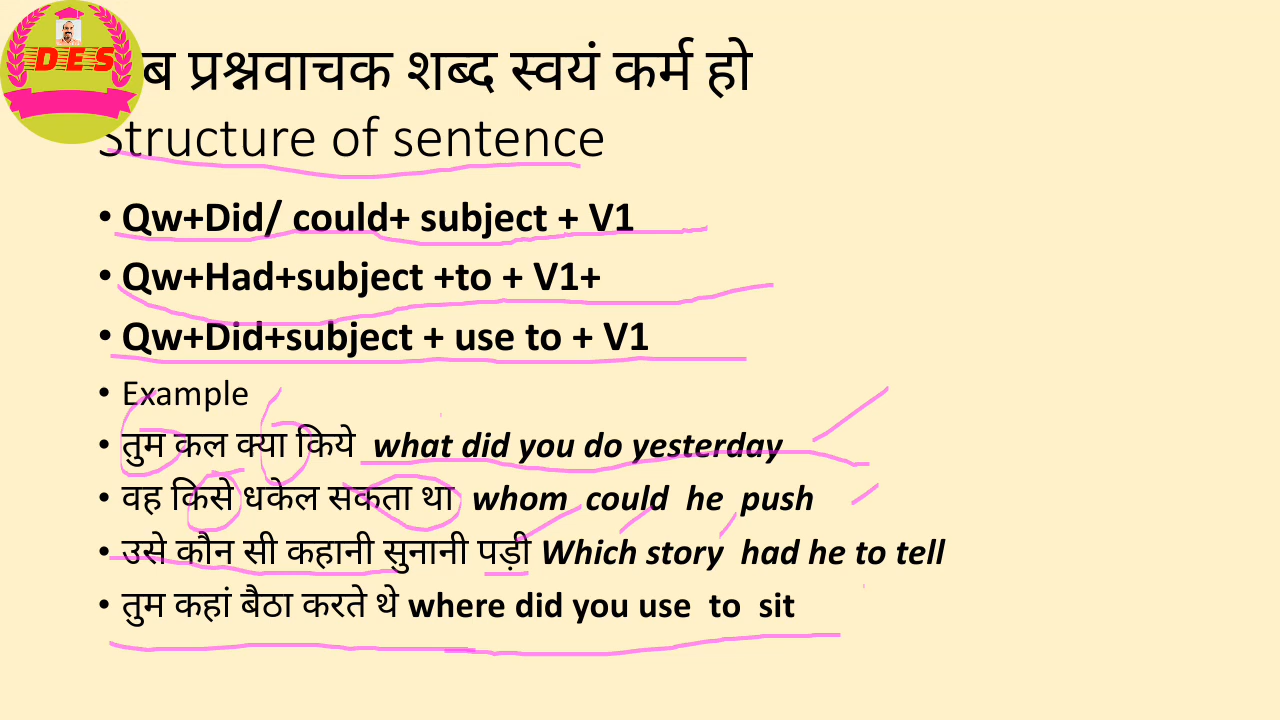 DES
प्रश्नवाचक शब्द स्वयं कर्म हो
Structure of sentence
• Qw+Did/ could+ subject + V1
• Qw+Had+subject +to + V1+
• Qw+Did+subject + use to + V1
• Example
• तुम कल क्या किये what did you do yesterday
• वह किसे धकेल सकता था whom could he push
• उसे कौन सी कहानी सुनानी पड़ी Which story had he to tell
• तुम कहां बैठा करते थे where did you use to sit